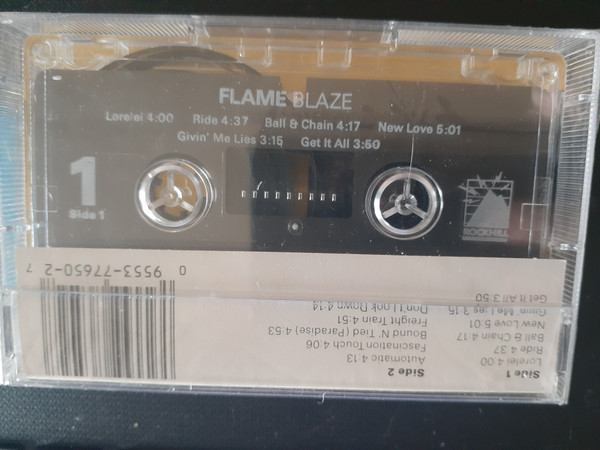 FLAME BLAZE
Lorelei 4:00 Ride 4:37 Ball & Chain 4:17 New Love 5:01
Givin' Me Lies 3:15 Get It All 3:50
1
Side 1
ROCKHILL
Side 1
Lorelei 4:00
Ride 4:37
Ball & Chain 4:17
New Love 5:01
Givin' Me Lies 3:15
Get It All 3:50
Side 2
Automatic 4:13
Fascination Touch 4:06
Bound 'N' Tied (Paradise) 4:53
Freight Train 4:51
Don't Look Down 4:14
0 9553-77650-2 7